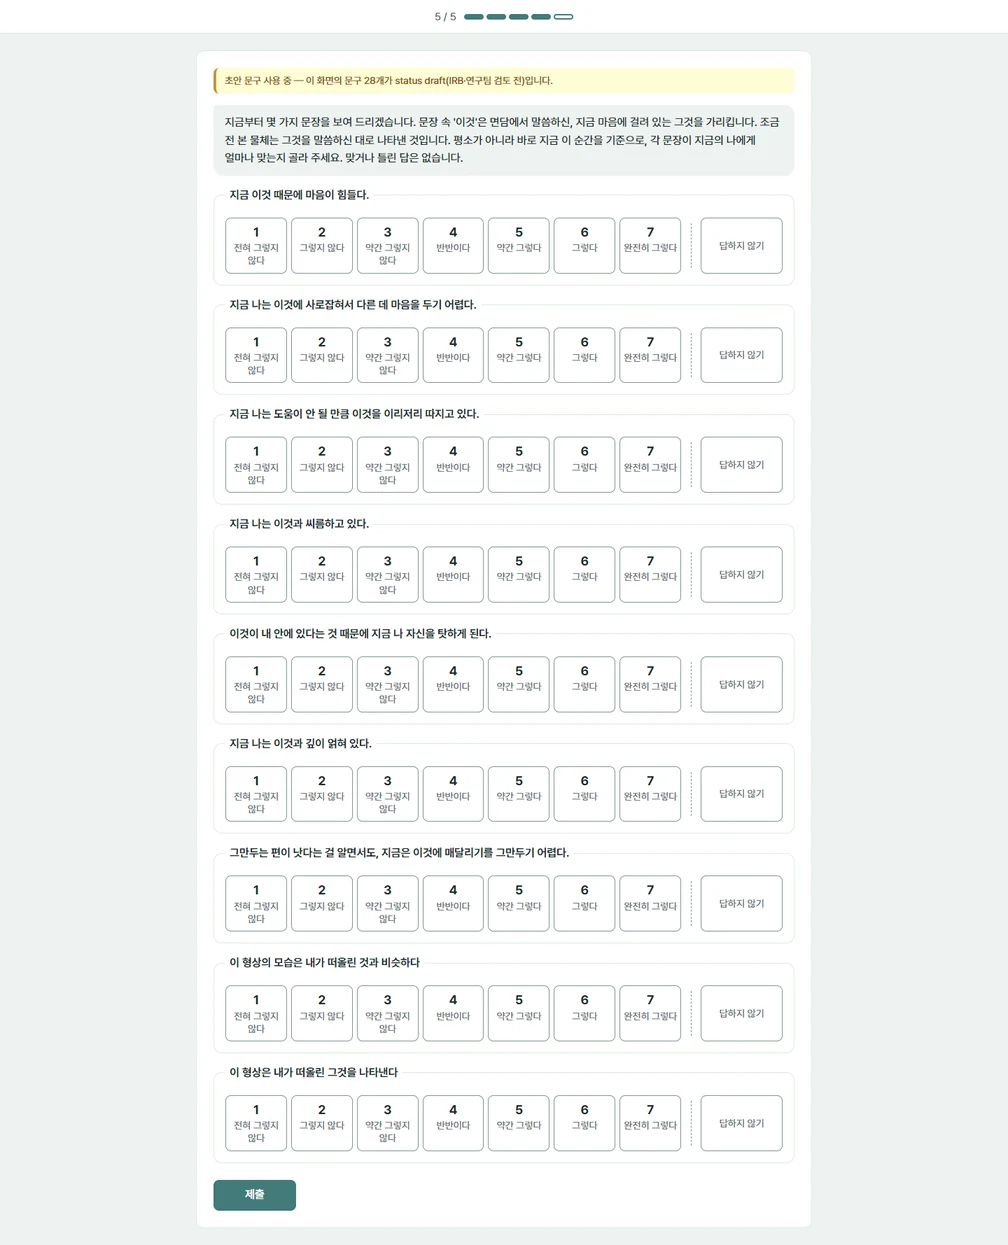 5 / 5
초안 문구 사용 중 — 이 화면의 문구 28개가 status draft(IRB·연구팀 검토 전)입니다.
지금부터 몇 가지 문장을 보여 드리겠습니다. 문장 속 '이것'은 면담에서 말씀하신, 지금 마음에 걸려 있는 그것을 가리킵니다. 조금
전 본 물체는 그것을 말씀하신 대로 나타낸 것입니다. 평소가 아니라 바로 지금 이 순간을 기준으로, 각 문장이 지금의 나에게
얼마나 맞는지 골라 주세요. 맞거나 틀린 답은 없습니다.
지금 이것 때문에 마음이 힘들다.
1 2 3 4 5 6 7
전혀 그렇지 않다 그렇지 않다 약간 그렇지 않다 반반이다 약간 그렇다 그렇다 완전히 그렇다 답하지 않기
지금 나는 이것에 사로잡혀서 다른 데 마음을 두기 어렵다.
1 2 3 4 5 6 7
전혀 그렇지 않다 그렇지 않다 약간 그렇지 않다 반반이다 약간 그렇다 그렇다 완전히 그렇다 답하지 않기
지금 나는 도움이 안 될 만큼 이것을 이리저리 따지고 있다.
1 2 3 4 5 6 7
전혀 그렇지 않다 그렇지 않다 약간 그렇지 않다 반반이다 약간 그렇다 그렇다 완전히 그렇다 답하지 않기
지금 나는 이것과 씨름하고 있다.
1 2 3 4 5 6 7
전혀 그렇지 않다 그렇지 않다 약간 그렇지 않다 반반이다 약간 그렇다 그렇다 완전히 그렇다 답하지 않기
이것이 내 안에 있다는 것 때문에 지금 나 자신을 탓하게 된다.
1 2 3 4 5 6 7
전혀 그렇지 않다 그렇지 않다 약간 그렇지 않다 반반이다 약간 그렇다 그렇다 완전히 그렇다 답하지 않기
지금 나는 이것과 깊이 얽혀 있다.
1 2 3 4 5 6 7
전혀 그렇지 않다 그렇지 않다 약간 그렇지 않다 반반이다 약간 그렇다 그렇다 완전히 그렇다 답하지 않기
그만두는 편이 낫다는 걸 알면서도, 지금은 이것에 매달리기를 그만두기 어렵다.
1 2 3 4 5 6 7
전혀 그렇지 않다 그렇지 않다 약간 그렇지 않다 반반이다 약간 그렇다 그렇다 완전히 그렇다 답하지 않기
이 형상의 모습은 내가 떠올린 것과 비슷하다
1 2 3 4 5 6 7
전혀 그렇지 않다 그렇지 않다 약간 그렇지 않다 반반이다 약간 그렇다 그렇다 완전히 그렇다 답하지 않기
이 형상은 내가 떠올린 그것을 나타낸다
1 2 3 4 5 6 7
전혀 그렇지 않다 그렇지 않다 약간 그렇지 않다 반반이다 약간 그렇다 그렇다 완전히 그렇다 답하지 않기
제출